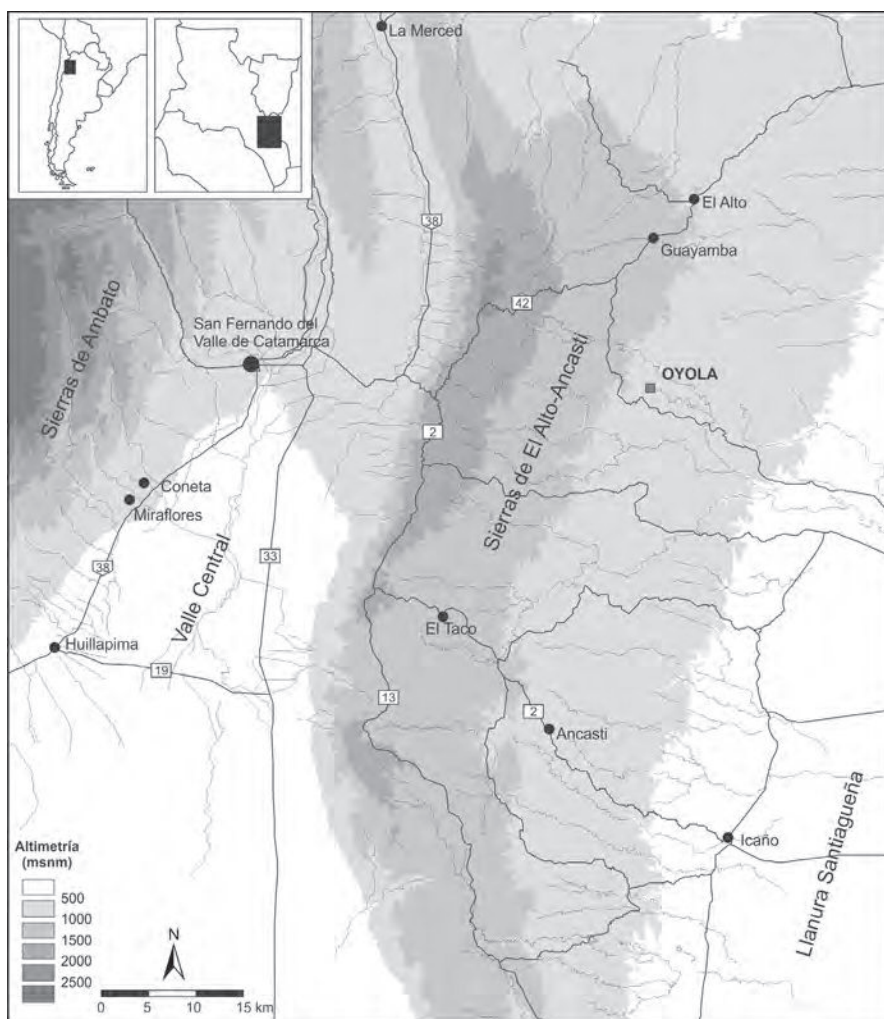 La Merced
38
El Alto
Guayamba
42
Sierras de Ambato
San Fernando del
Valle de Catamarca
OYOLA
2
Sierras de El Alto-Ancasti
Coneta
Miraflores
38
Valle Central
33
El Taco
Huillapima
19
13
2
Ancasti
Icaño
Llanura Santiagueña
Altimetría
(msnm)
500
1000
1500
2000
2500
N
0 5 10 15 km